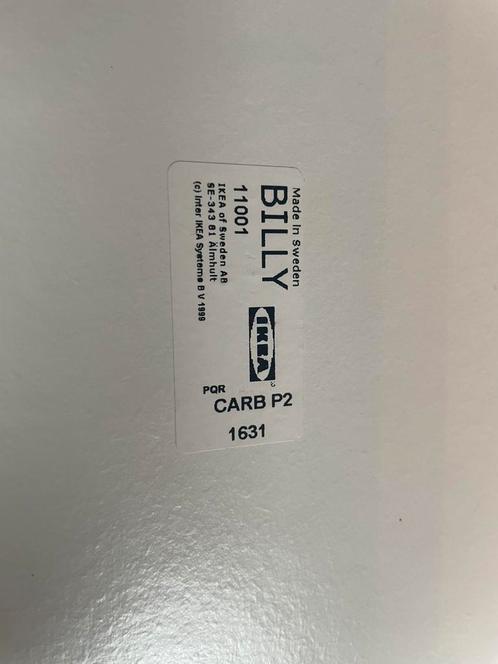 Made in Sweden
BILLY
11001
IKEA of Sweden AB
SE-343 81 Älmhult
(c) Inter IKEA Systems B V 1999
IKEA
PQR
CARB P2
1631